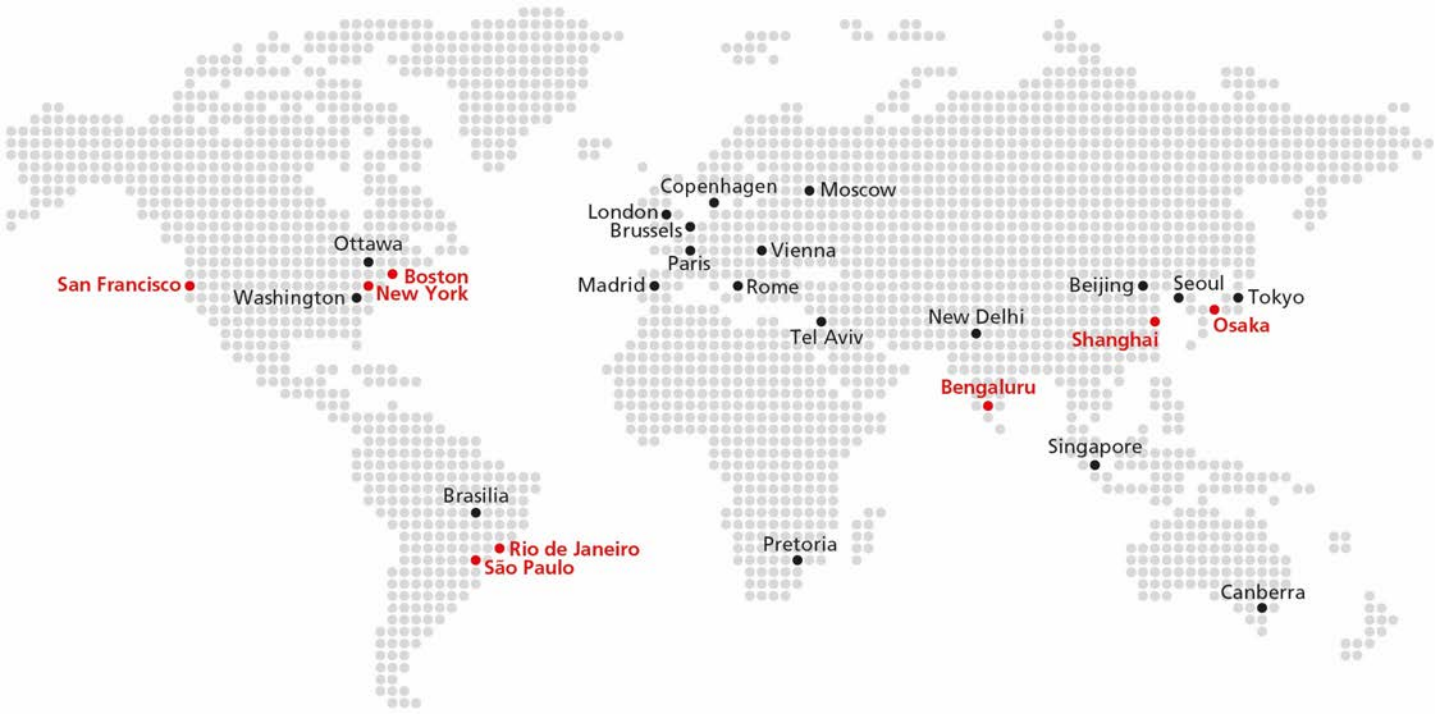 Copenhagen
Moscow
London
Brussels
Ottawa
Vienna
Paris
Boston
San Francisco
New York
Washington
Madrid
Rome
Beijing
Seoul
Tokyo
New Delhi
Osaka
Tel Aviv
Shanghai
Bengaluru
Singapore
Brasilia
Pretoria
Rio de Janeiro
São Paulo
Canberra